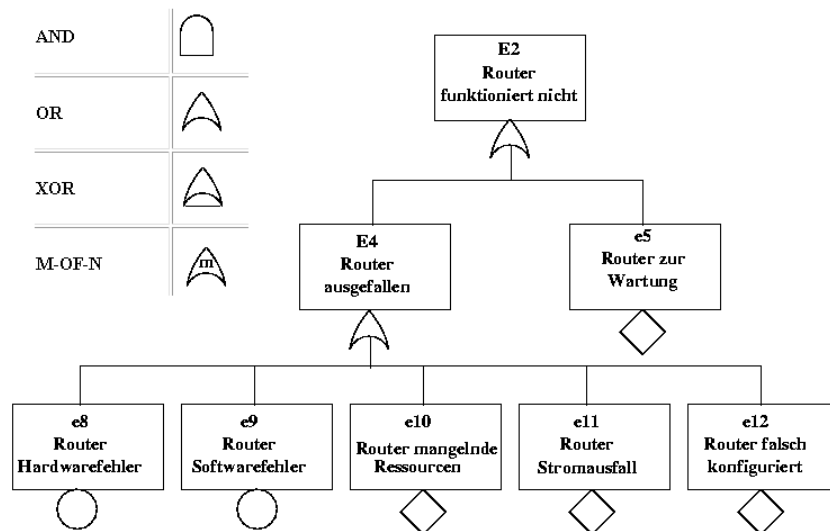 AND
OR
XOR
M-OF-N
m
E2
Router
funktioniert nicht
E4
Router
ausgefallen
e5
Router zur
Wartung
e8
Router
Hardwarefehler
e9
Router
Softwarefehler
e10
Router mangelnde
Ressourcen
e11
Router
Stromausfall
e12
Router falsch
konfiguriert